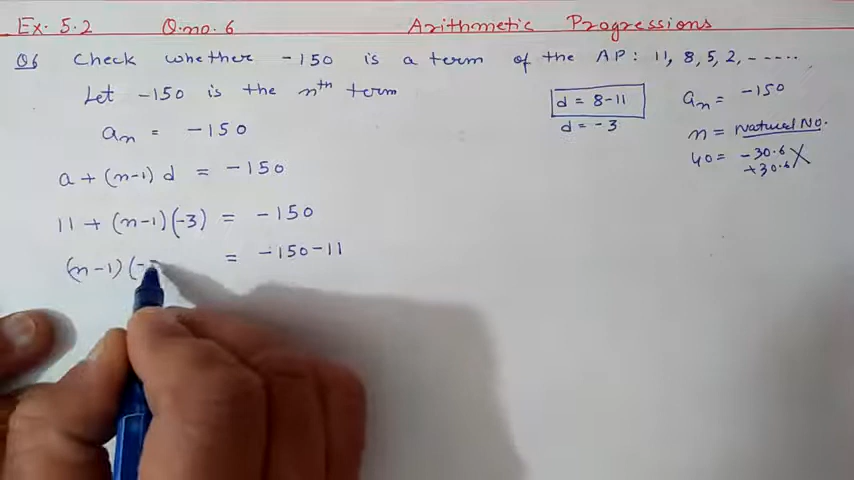 Ex. 5.2 Q.no. 6 Arithmetic Progressions
Q6 Check whether -150 is a term of the AP: 11, 8, 5, 2, ------
Let -150 is the nth term
an = -150
a + (n-1) d = -150
11 + (n-1)(-3) = -150
(n-1)(- = -150-11
d = 8-11
d = -3
an = -150
n = Natural No.
40 = -30.6
+30.6